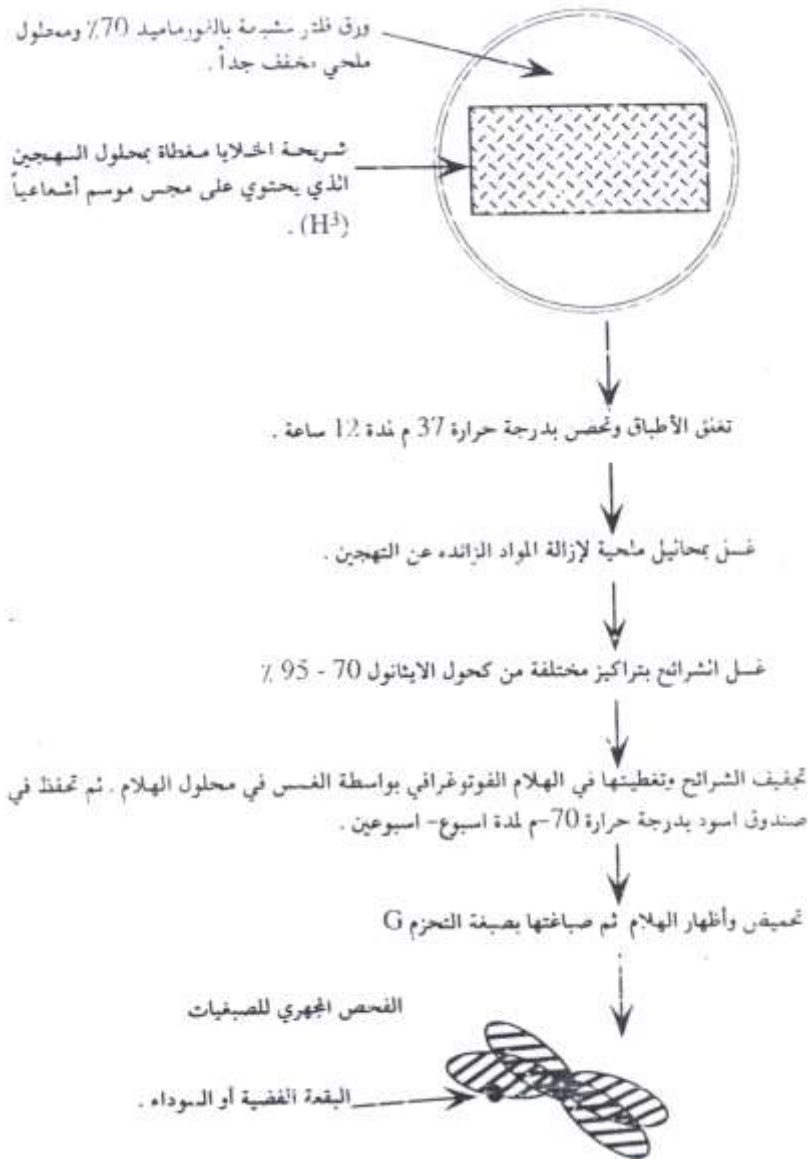 ورق فلتر مشبعة بالفورماميد 70٪ ومحلول
ملحي مخفف جداً .
شريحة الخلايا مغطاة بمحلول التهجين
الذي يحتوي على مجس موسم أشعاعياً
(H³) .
تغلق الأطباق وتحضن بدرجة حرارة 37 م لمدة 12 ساعة .
غسل بمحاليل ملحية لإزالة المواد الزائده عن التهجين .
غسل الشرائح بتراكيز مختلفة من كحول الايثانول 70 - 95 ٪
تجفيف الشرائح وتغطيتها في الهلام الفوتوغرافي بواسطة الغمس في محلول الهلام . ثم تحفظ في
صندوق اسود بدرجة حرارة 70-م لمدة اسبوع- اسبوعين .
تحميض وأظهار الهلام ثم صباغتها بصبغة التحزم G
الفحص المجهري للصبغيات
البقعة الفضية أو السوداء .